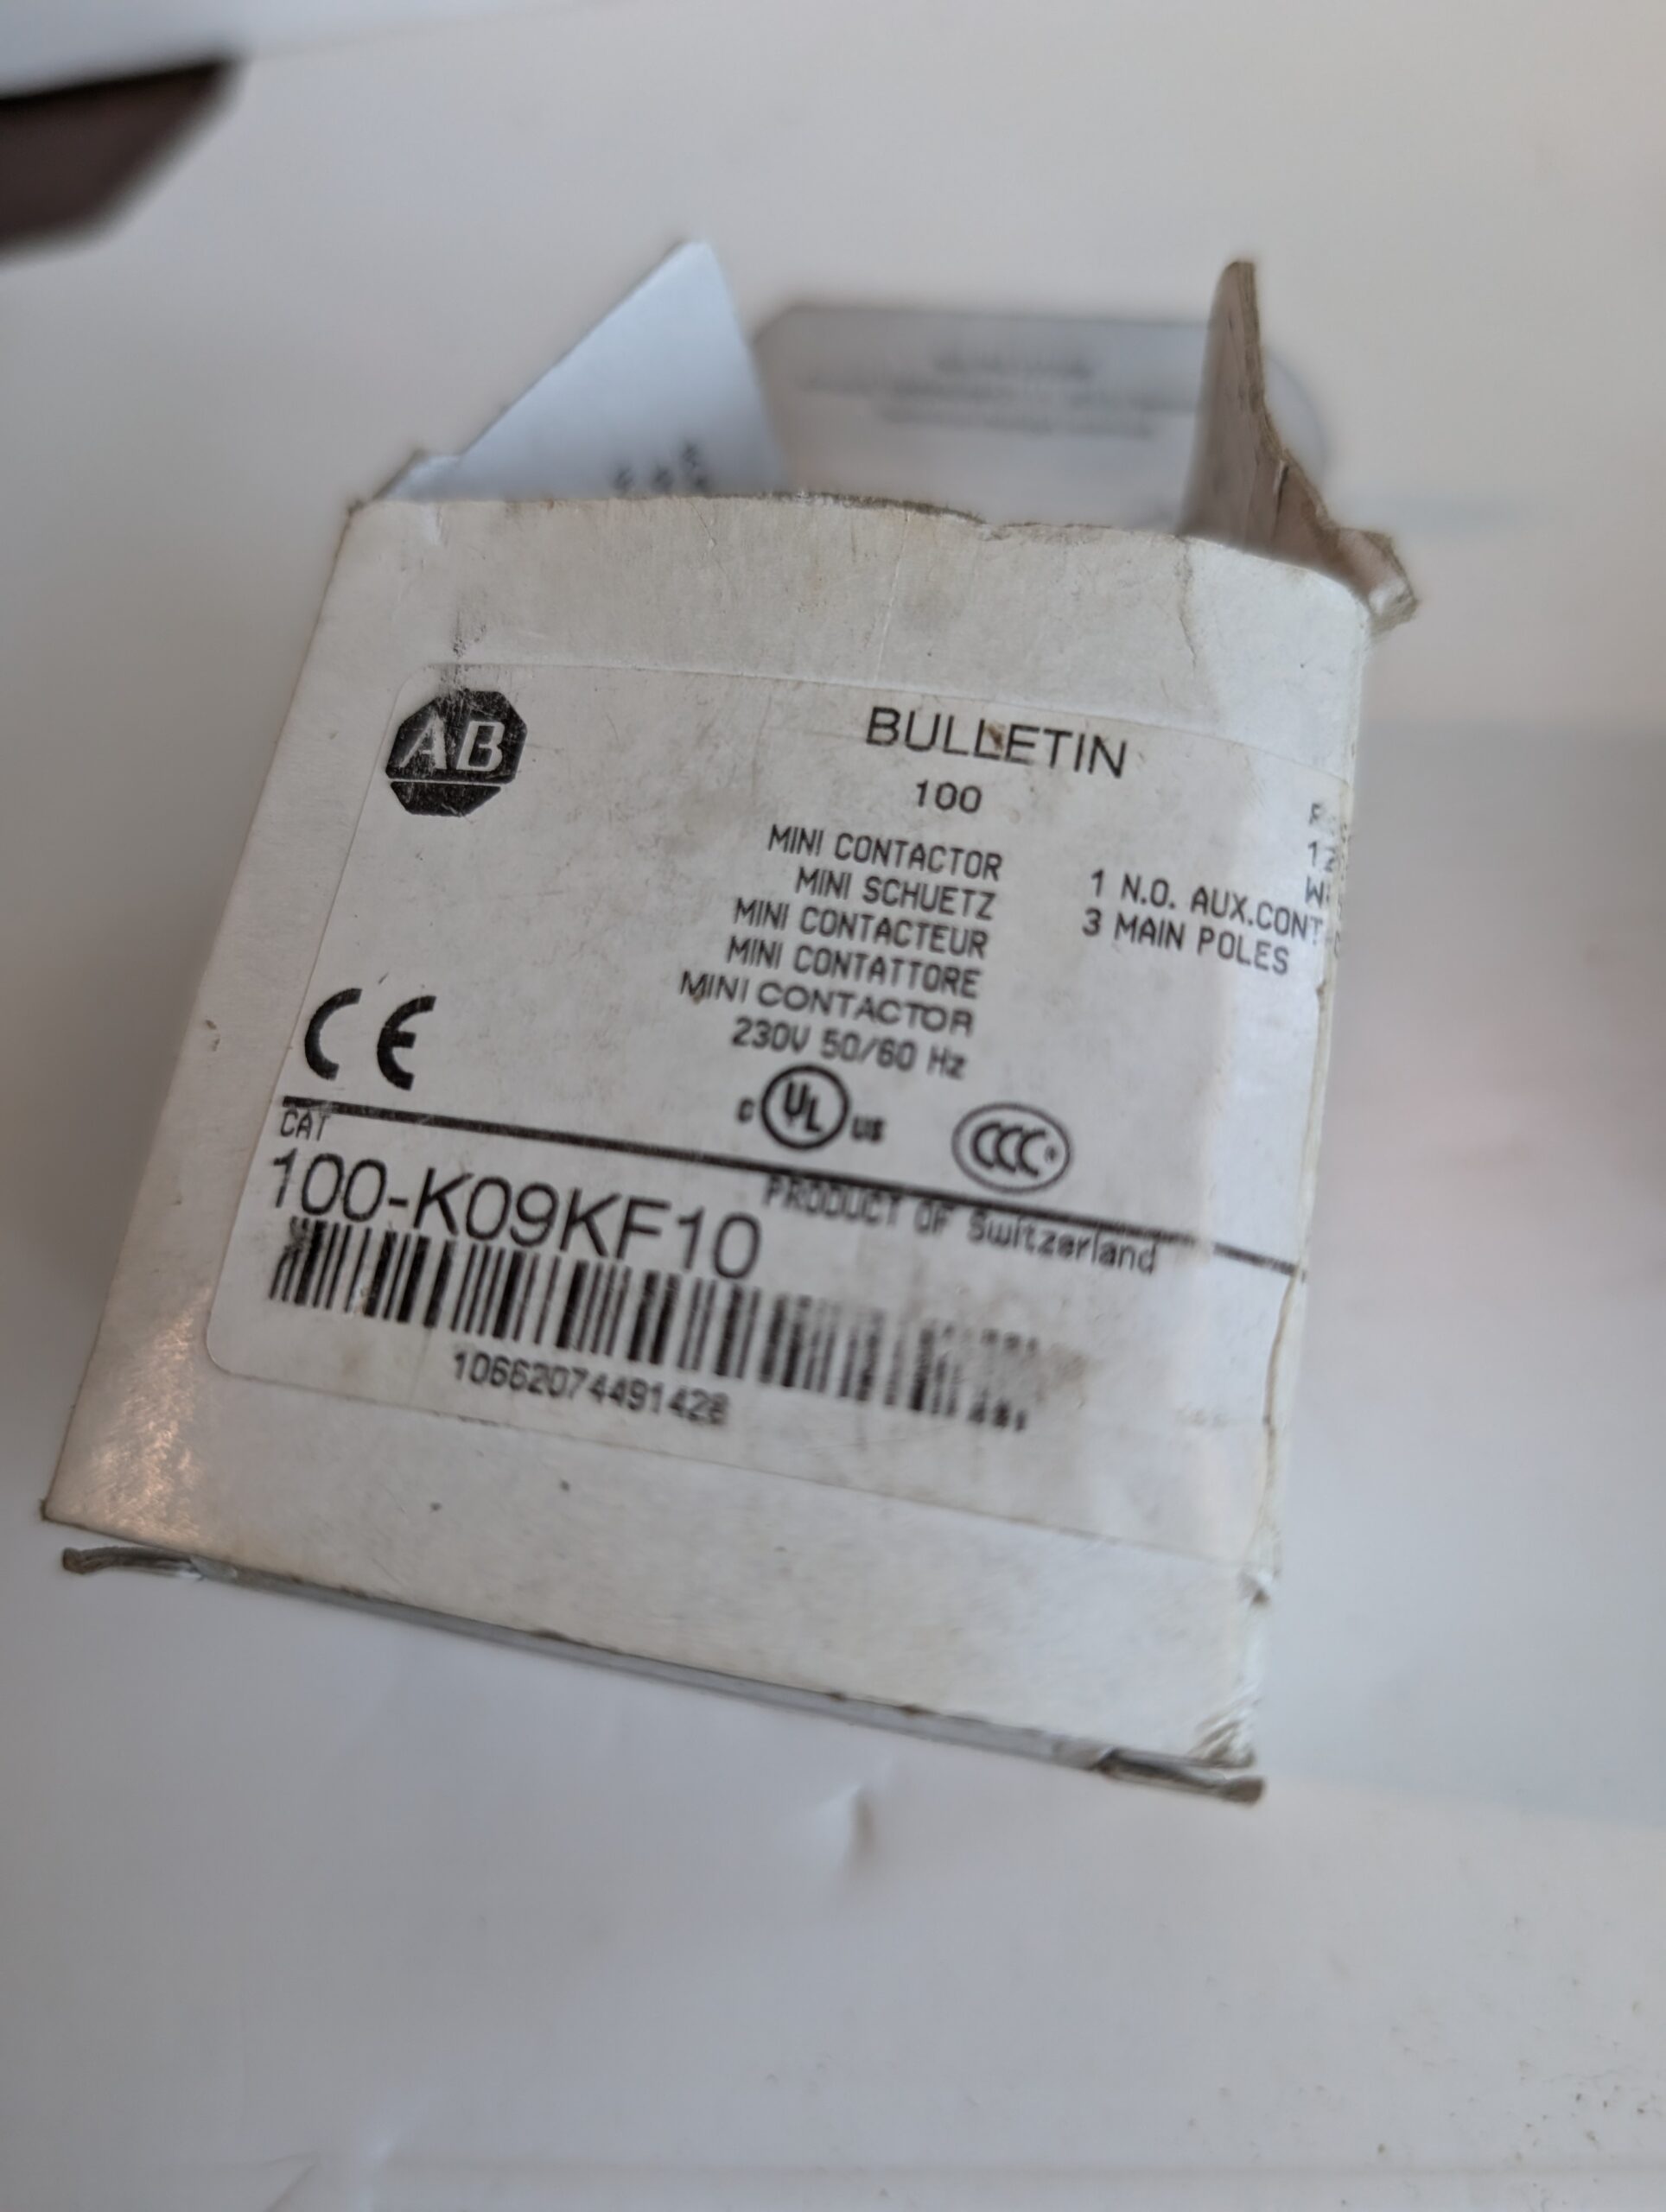 AB
BULLETIN
100
MINI CONTACTOR
MINI SCHUETZ
MINI CONTACTEUR
MINI CONTATTORE
MINI CONTACTOR
230V 50/60 Hz
1 N.O. AUX.CONT
3 MAIN POLES
CE
c UL us
CCC
CAT
100-K09KF10
PRODUCT OF Switzerland
10662074491428